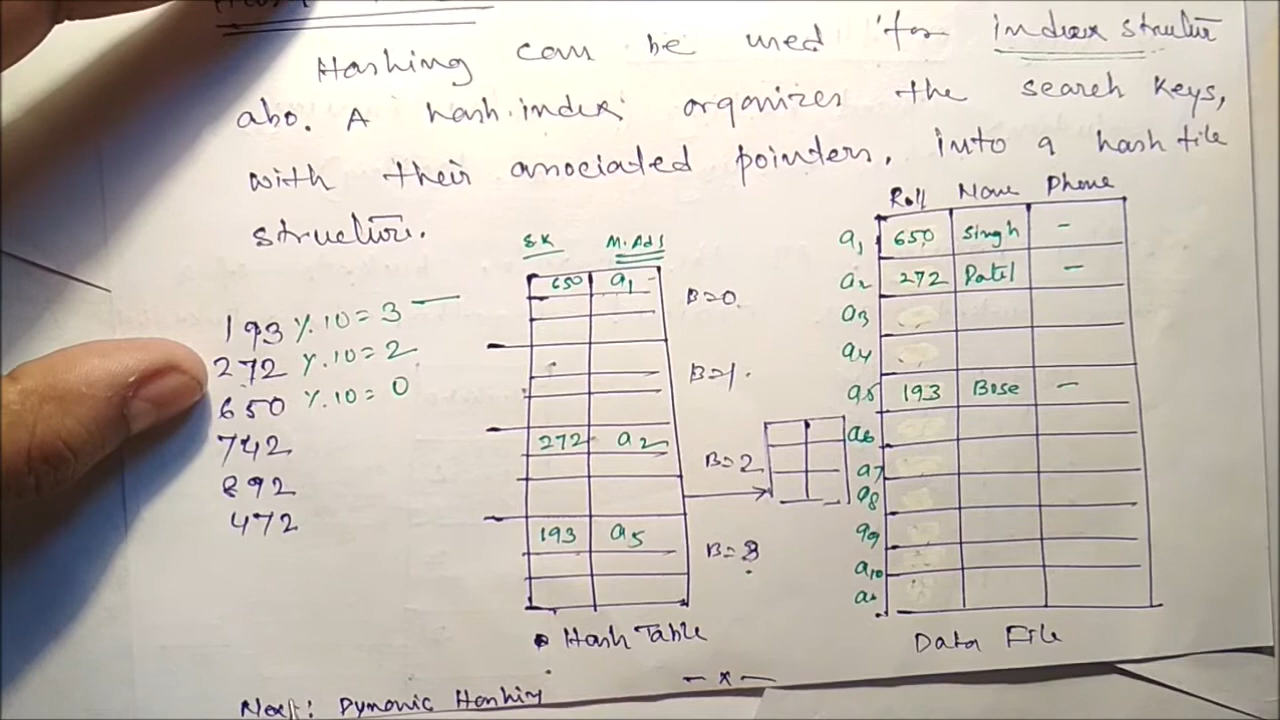 Hashing can be used for index structure
also. A hash index organizes the search keys,
with their associated pointers, into a hash file
structure.
193 % 10 = 3
272 % 10 = 2
650 % 10 = 0
742
892
472
S.K M. Ads
650 a1 B=0
B=1
272 a2 B=2
193 a5 B=3
Hash Table
Roll Name Phone
a1 650 Singh -
a2 272 Patel -
a3
a4
a5 193 Bose -
a6
a7
a8
a9
a10
Data File
- x -
Next: Dynamic Hashing